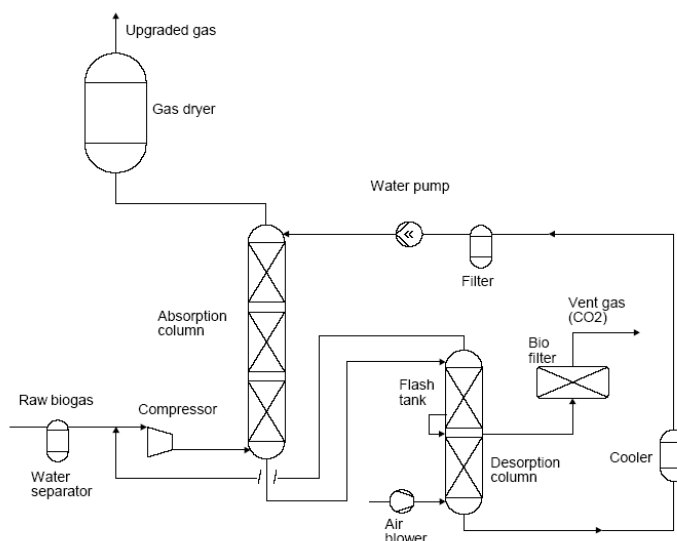 Upgraded gas
Gas dryer
Water pump
Filter
Vent gas
(CO2)
Absorption
column
Bio
filter
Flash
tank
Raw biogas
Compressor
Water
separator
Desorption
column
Cooler
Air
blower